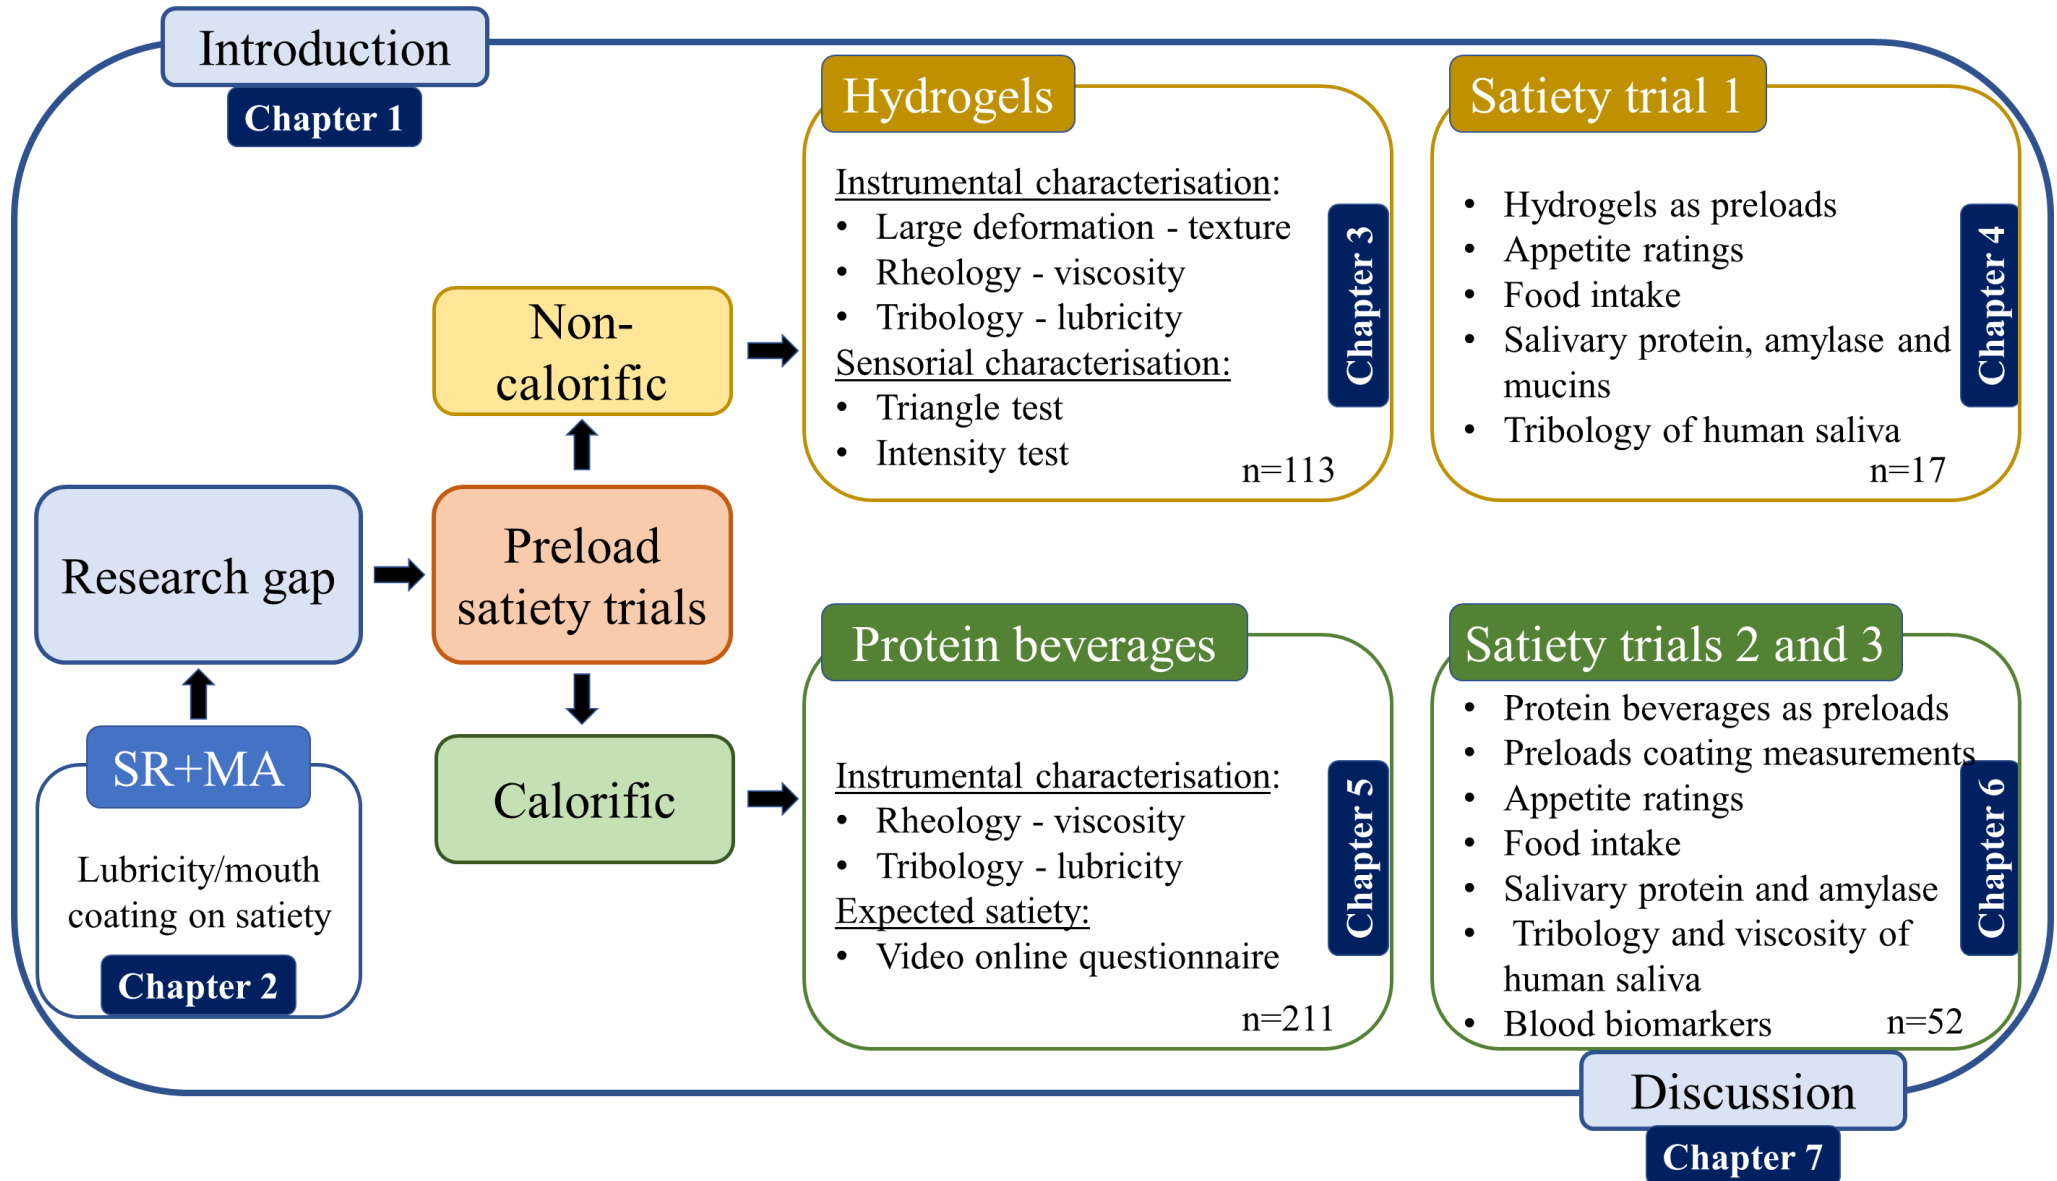 Introduction
Chapter 1
Research gap
SR+MA
Lubricity/mouth
coating on satiety
Chapter 2
Preload
satiety trials
Non-
calorific
Calorific
Hydrogels
Instrumental characterisation:
• Large deformation - texture
• Rheology - viscosity
• Tribology - lubricity
Sensorial characterisation:
• Triangle test
• Intensity test
n=113
Chapter 3
Satiety trial 1
• Hydrogels as preloads
• Appetite ratings
• Food intake
• Salivary protein, amylase and
mucins
• Tribology of human saliva
n=17
Chapter 4
Protein beverages
Instrumental characterisation:
• Rheology - viscosity
• Tribology - lubricity
Expected satiety:
• Video online questionnaire
n=211
Chapter 5
Satiety trials 2 and 3
• Protein beverages as preloads
• Preloads coating measurements
• Appetite ratings
• Food intake
• Salivary protein and amylase
• Tribology and viscosity of
human saliva
• Blood biomarkers
n=52
Chapter 6
Discussion
Chapter 7